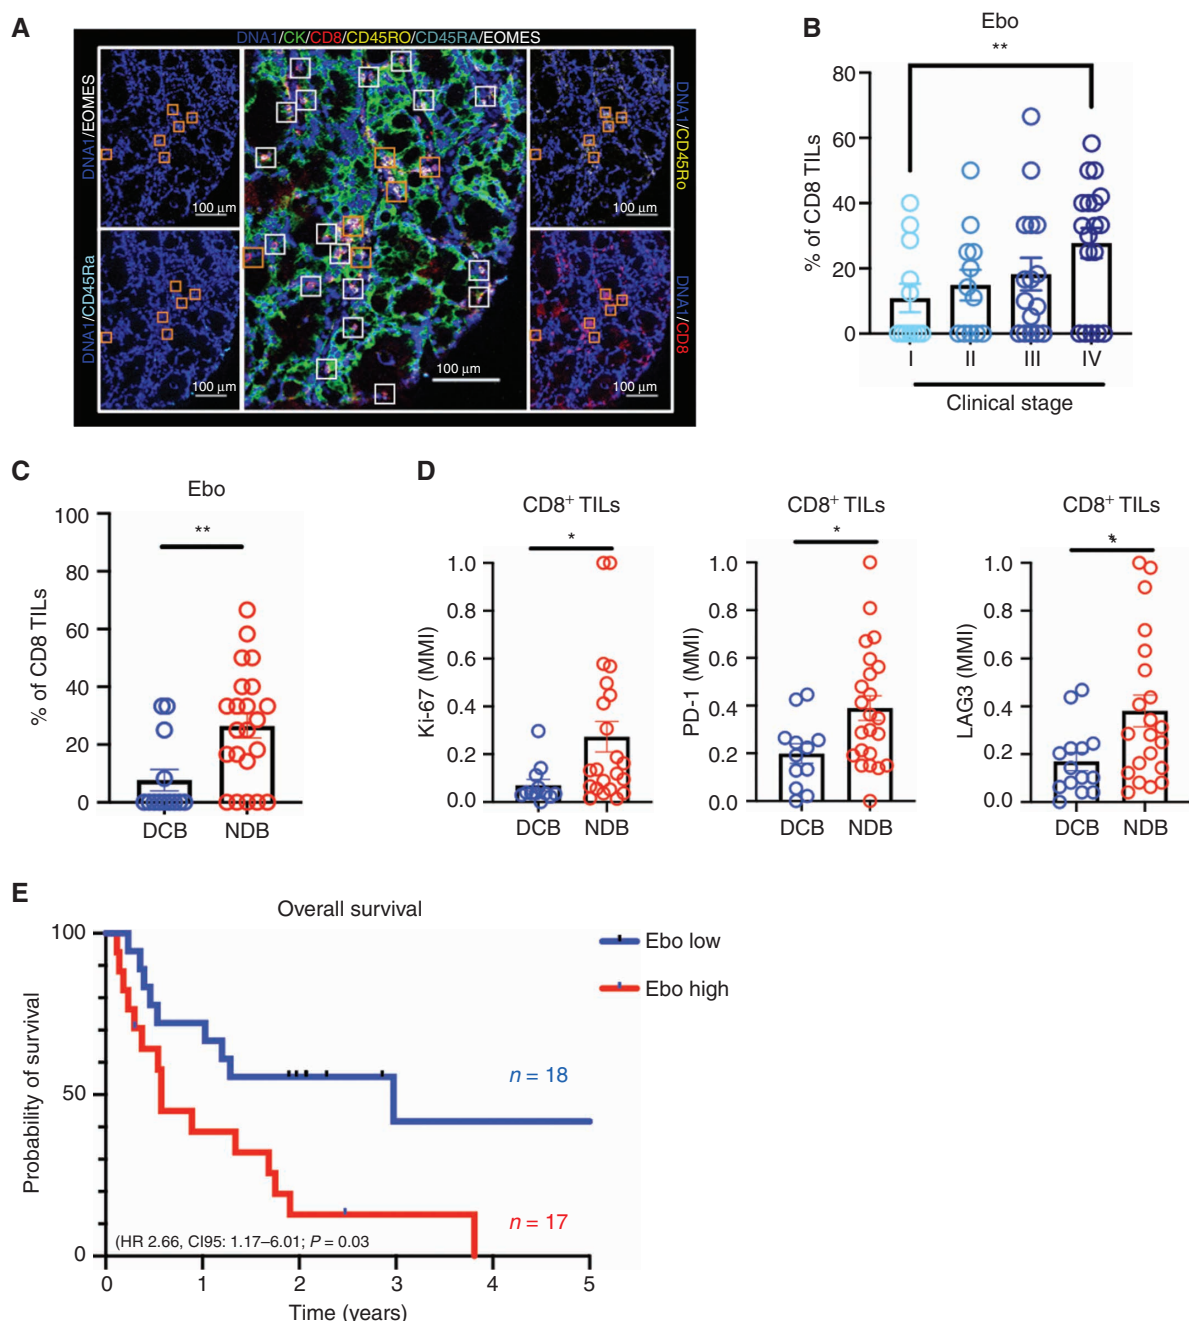 A
DNA1/CK/CD8/CD45RO/CD45RA/EOMES
DNA1/EOMES
100 μm
DNA1/CD45Ra
100 μm
100 μm
DNA1/CD45Ro
100 μm
DNA1/CD8
100 μm
B
Ebo
**
% of CD8 TILs
80
60
40
20
0
I II III IV
Clinical stage
C
Ebo
**
% of CD8 TILs
100
80
60
40
20
0
DCB NDB
D
CD8+ TILs
*
Ki-67 (MMI)
1.0
0.8
0.6
0.4
0.2
0.0
DCB NDB
CD8+ TILs
*
PD-1 (MMI)
1.0
0.8
0.6
0.4
0.2
0.0
DCB NDB
CD8+ TILs
*
LAG3 (MMI)
1.0
0.8
0.6
0.4
0.2
0.0
DCB NDB
E
Overall survival
Probability of survival
100
50
0
Ebo low
Ebo high
n = 18
n = 17
(HR 2.66, CI95: 1.17–6.01; P = 0.03
0 1 2 3 4 5
Time (years)